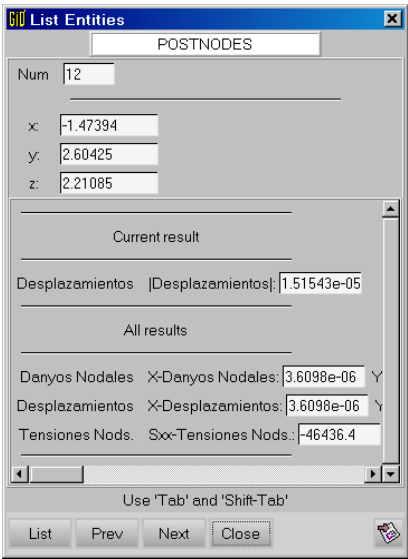 GiD List Entities
POSTNODES
Num 12
x: -1.47394
y: 2.60425
z: 2.21085
Current result
Desplazamientos |Desplazamientos|: 1.51543e-05
All results
Danyos Nodales X-Danyos Nodales: 3.6098e-06 Y
Desplazamientos X-Desplazamientos: 3.6098e-06 Y
Tensiones Nods. Sxx-Tensiones Nods.: -46436.4
Use 'Tab' and 'Shift-Tab'
List Prev Next Close